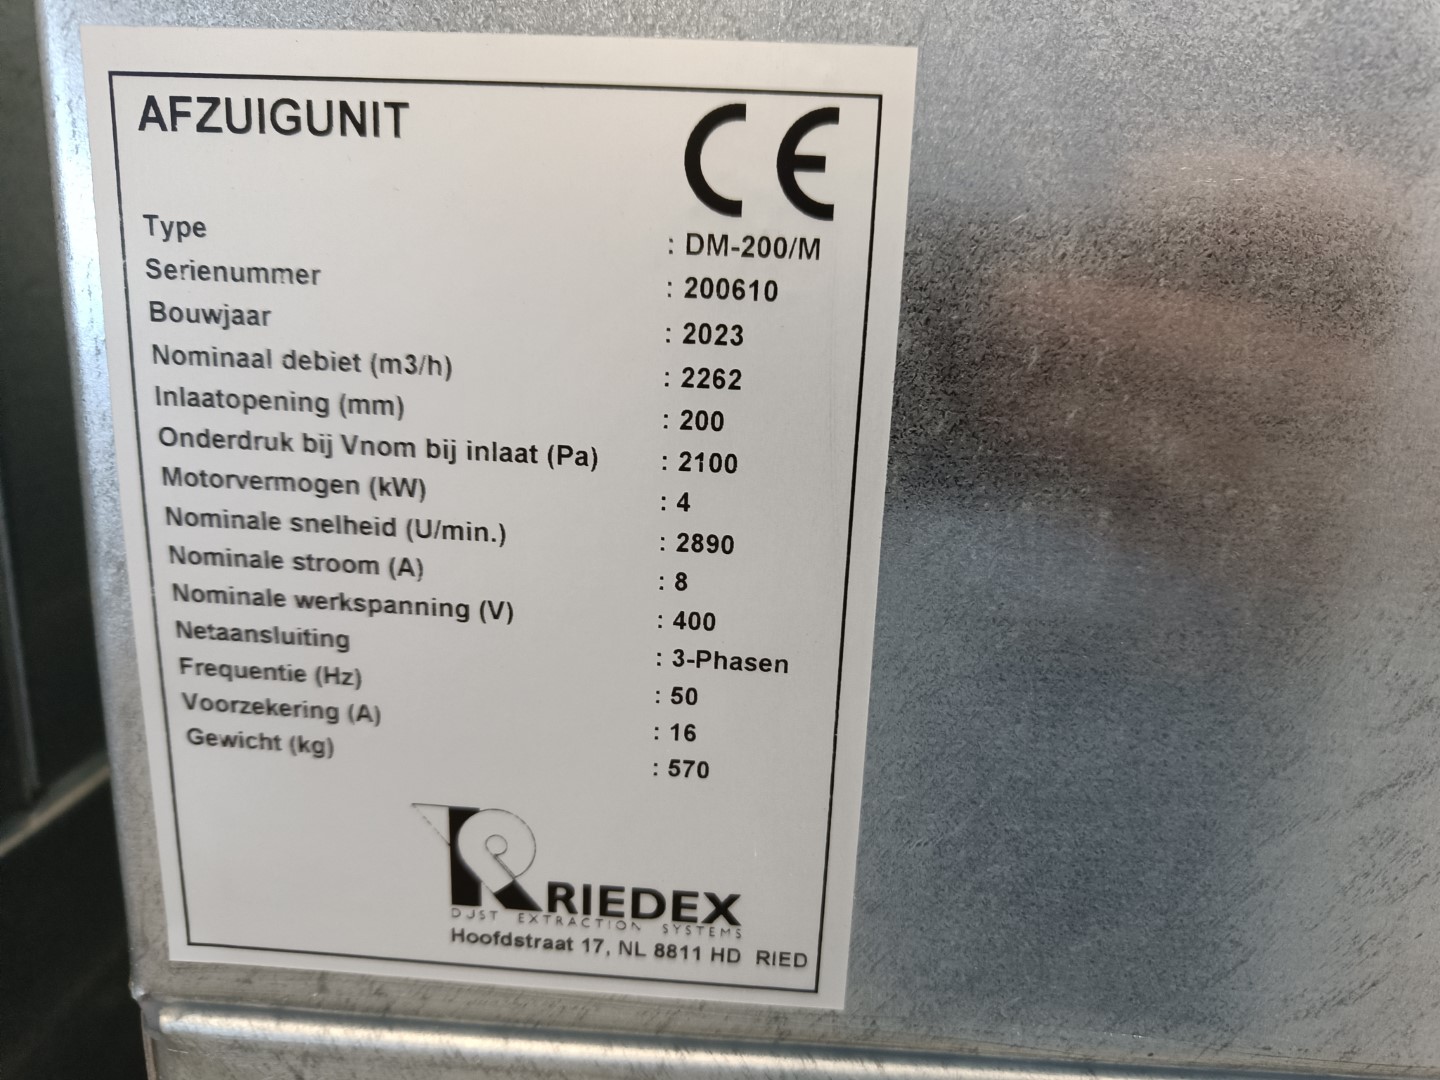 AFZUIGUNIT
CE
Type : DM-200/M
Serienummer : 200610
Bouwjaar : 2023
Nominaal debiet (m3/h) : 2262
Inlaatopening (mm) : 200
Onderdruk bij Vnom bij inlaat (Pa) : 2100
Motorvermogen (kW) : 4
Nominale snelheid (U/min.) : 2890
Nominale stroom (A) : 8
Nominale werkspanning (V) : 400
Netaansluiting : 3-Phasen
Frequentie (Hz) : 50
Voorzekering (A) : 16
Gewicht (kg) : 570
RIEDEX
DUST EXTRACTION SYSTEMS
Hoofdstraat 17, NL 8811 HD RIED